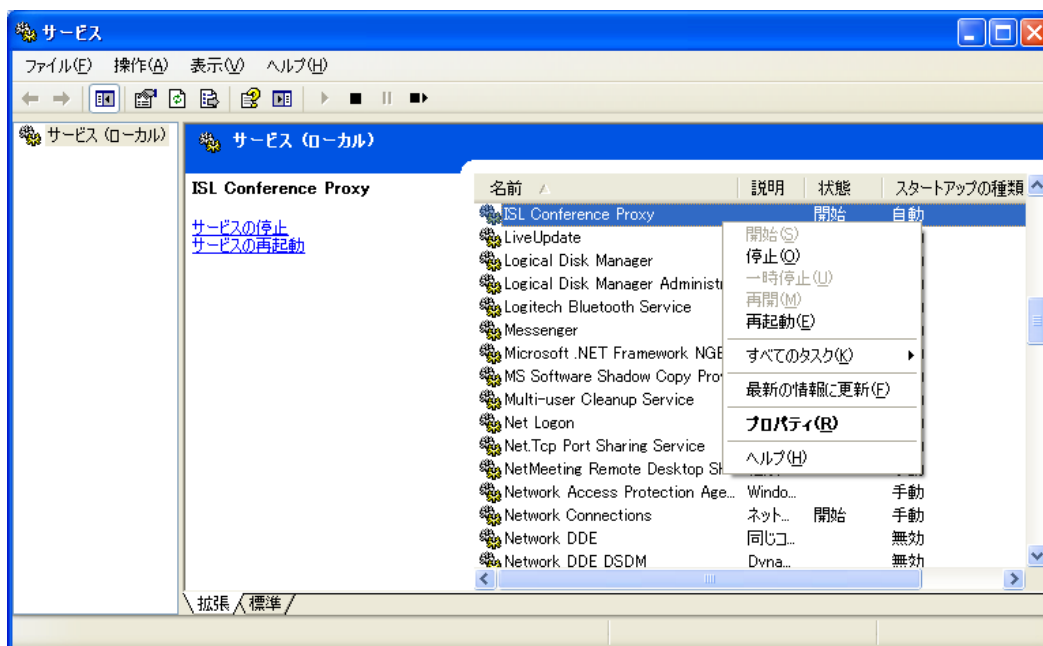 サービス
ファイル(F) 操作(A) 表示(V) ヘルプ(H)
サービス (ローカル)
サービス (ローカル)
ISL Conference Proxy
サービスの停止
サービスの再起動
名前 説明 状態 スタートアップの種類
ISL Conference Proxy 開始 自動
LiveUpdate
Logical Disk Manager
Logical Disk Manager Administ
Logitech Bluetooth Service
Messenger
Microsoft .NET Framework NGE
MS Software Shadow Copy Pro
Multi-user Cleanup Service
Net Logon
Net.Tcp Port Sharing Service
NetMeeting Remote Desktop Sh
Network Access Protection Age... Windo... 手動
Network Connections ネット... 開始 手動
Network DDE 同じコ... 無効
Network DDE DSDM Dyna... 無効
開始(S)
停止(O)
一時停止(U)
再開(M)
再起動(E)
すべてのタスク(K)
最新の情報に更新(F)
プロパティ(R)
ヘルプ(H)
拡張 標準